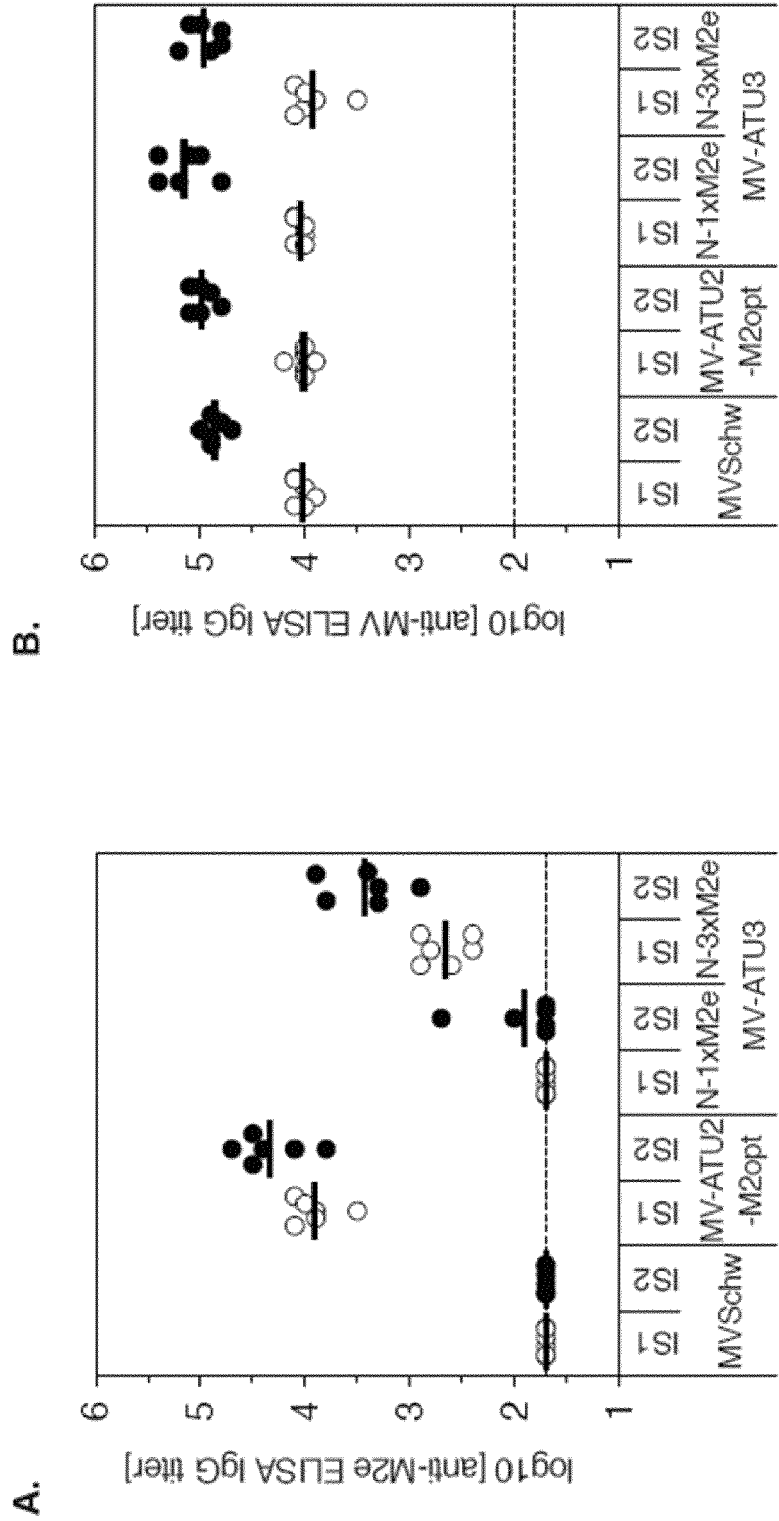 A.
log10 [anti-M2e ELISA IgG titer]
6
5
4
3
2
1
IS1 IS2 IS1 IS2 IS1 IS2 IS1 IS2
MVSchw MV-ATU2 N-1xM2e N-3xM2e
-M2opt MV-ATU3
B.
log10 [anti-MV ELISA IgG titer]
6
5
4
3
2
1
IS1 IS2 IS1 IS2 IS1 IS2 IS1 IS2
MVSchw MV-ATU2 N-1xM2e N-3xM2e
-M2opt MV-ATU3